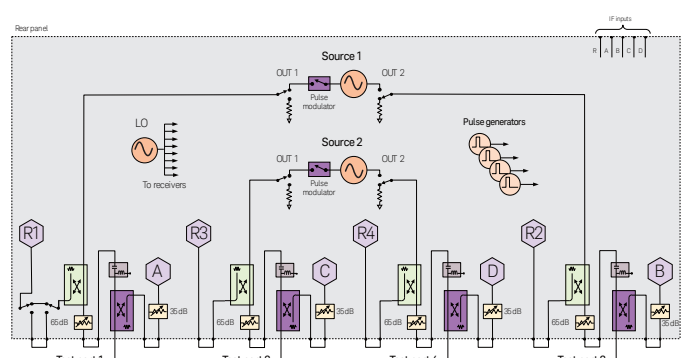 IF inputs
Rear panel
R A B C D
Source 1
OUT 1
OUT 2
Pulse
modulator
LO
To receivers
Source 2
OUT 1
OUT 2
Pulse
modulator
Pulse generators
R1
R3
R4
R2
A
C
D
B
65dB
35dB
65dB
35dB
65dB
35dB
65dB
35dB